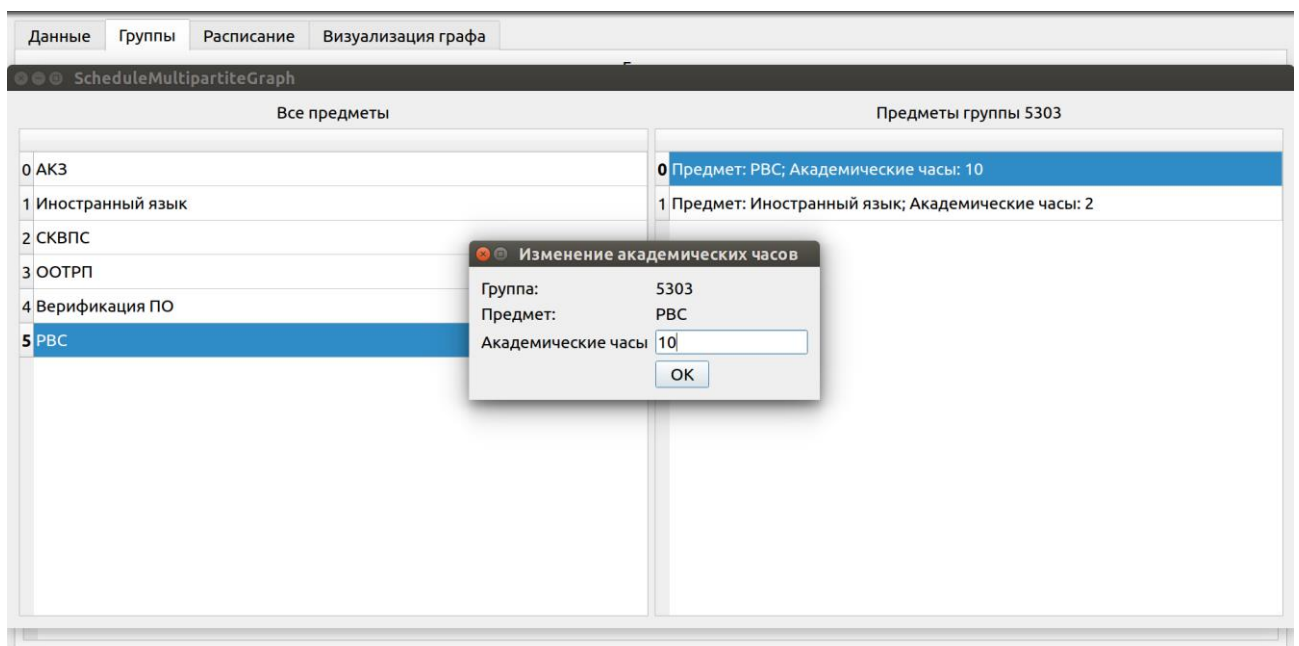 Данные Группы Расписание Визуализация графа
ScheduleMultipartiteGraph
Все предметы Предметы группы 5303
0 АКЗ
1 Иностранный язык
2 СКВПС
3 ООТРП
4 Верификация ПО
5 РВС
0 Предмет: РВС; Академические часы: 10
1 Предмет: Иностранный язык; Академические часы: 2
Изменение академических часов
Группа: 5303
Предмет: РВС
Академические часы 10
OK